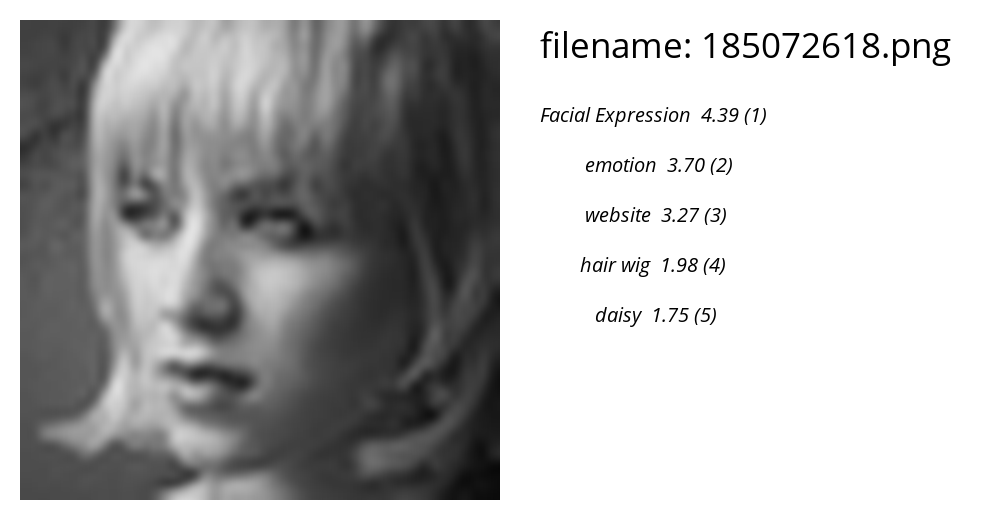 filename: 185072618.png
Facial Expression 4.39 (1)
emotion 3.70 (2)
website 3.27 (3)
hair wig 1.98 (4)
daisy 1.75 (5)